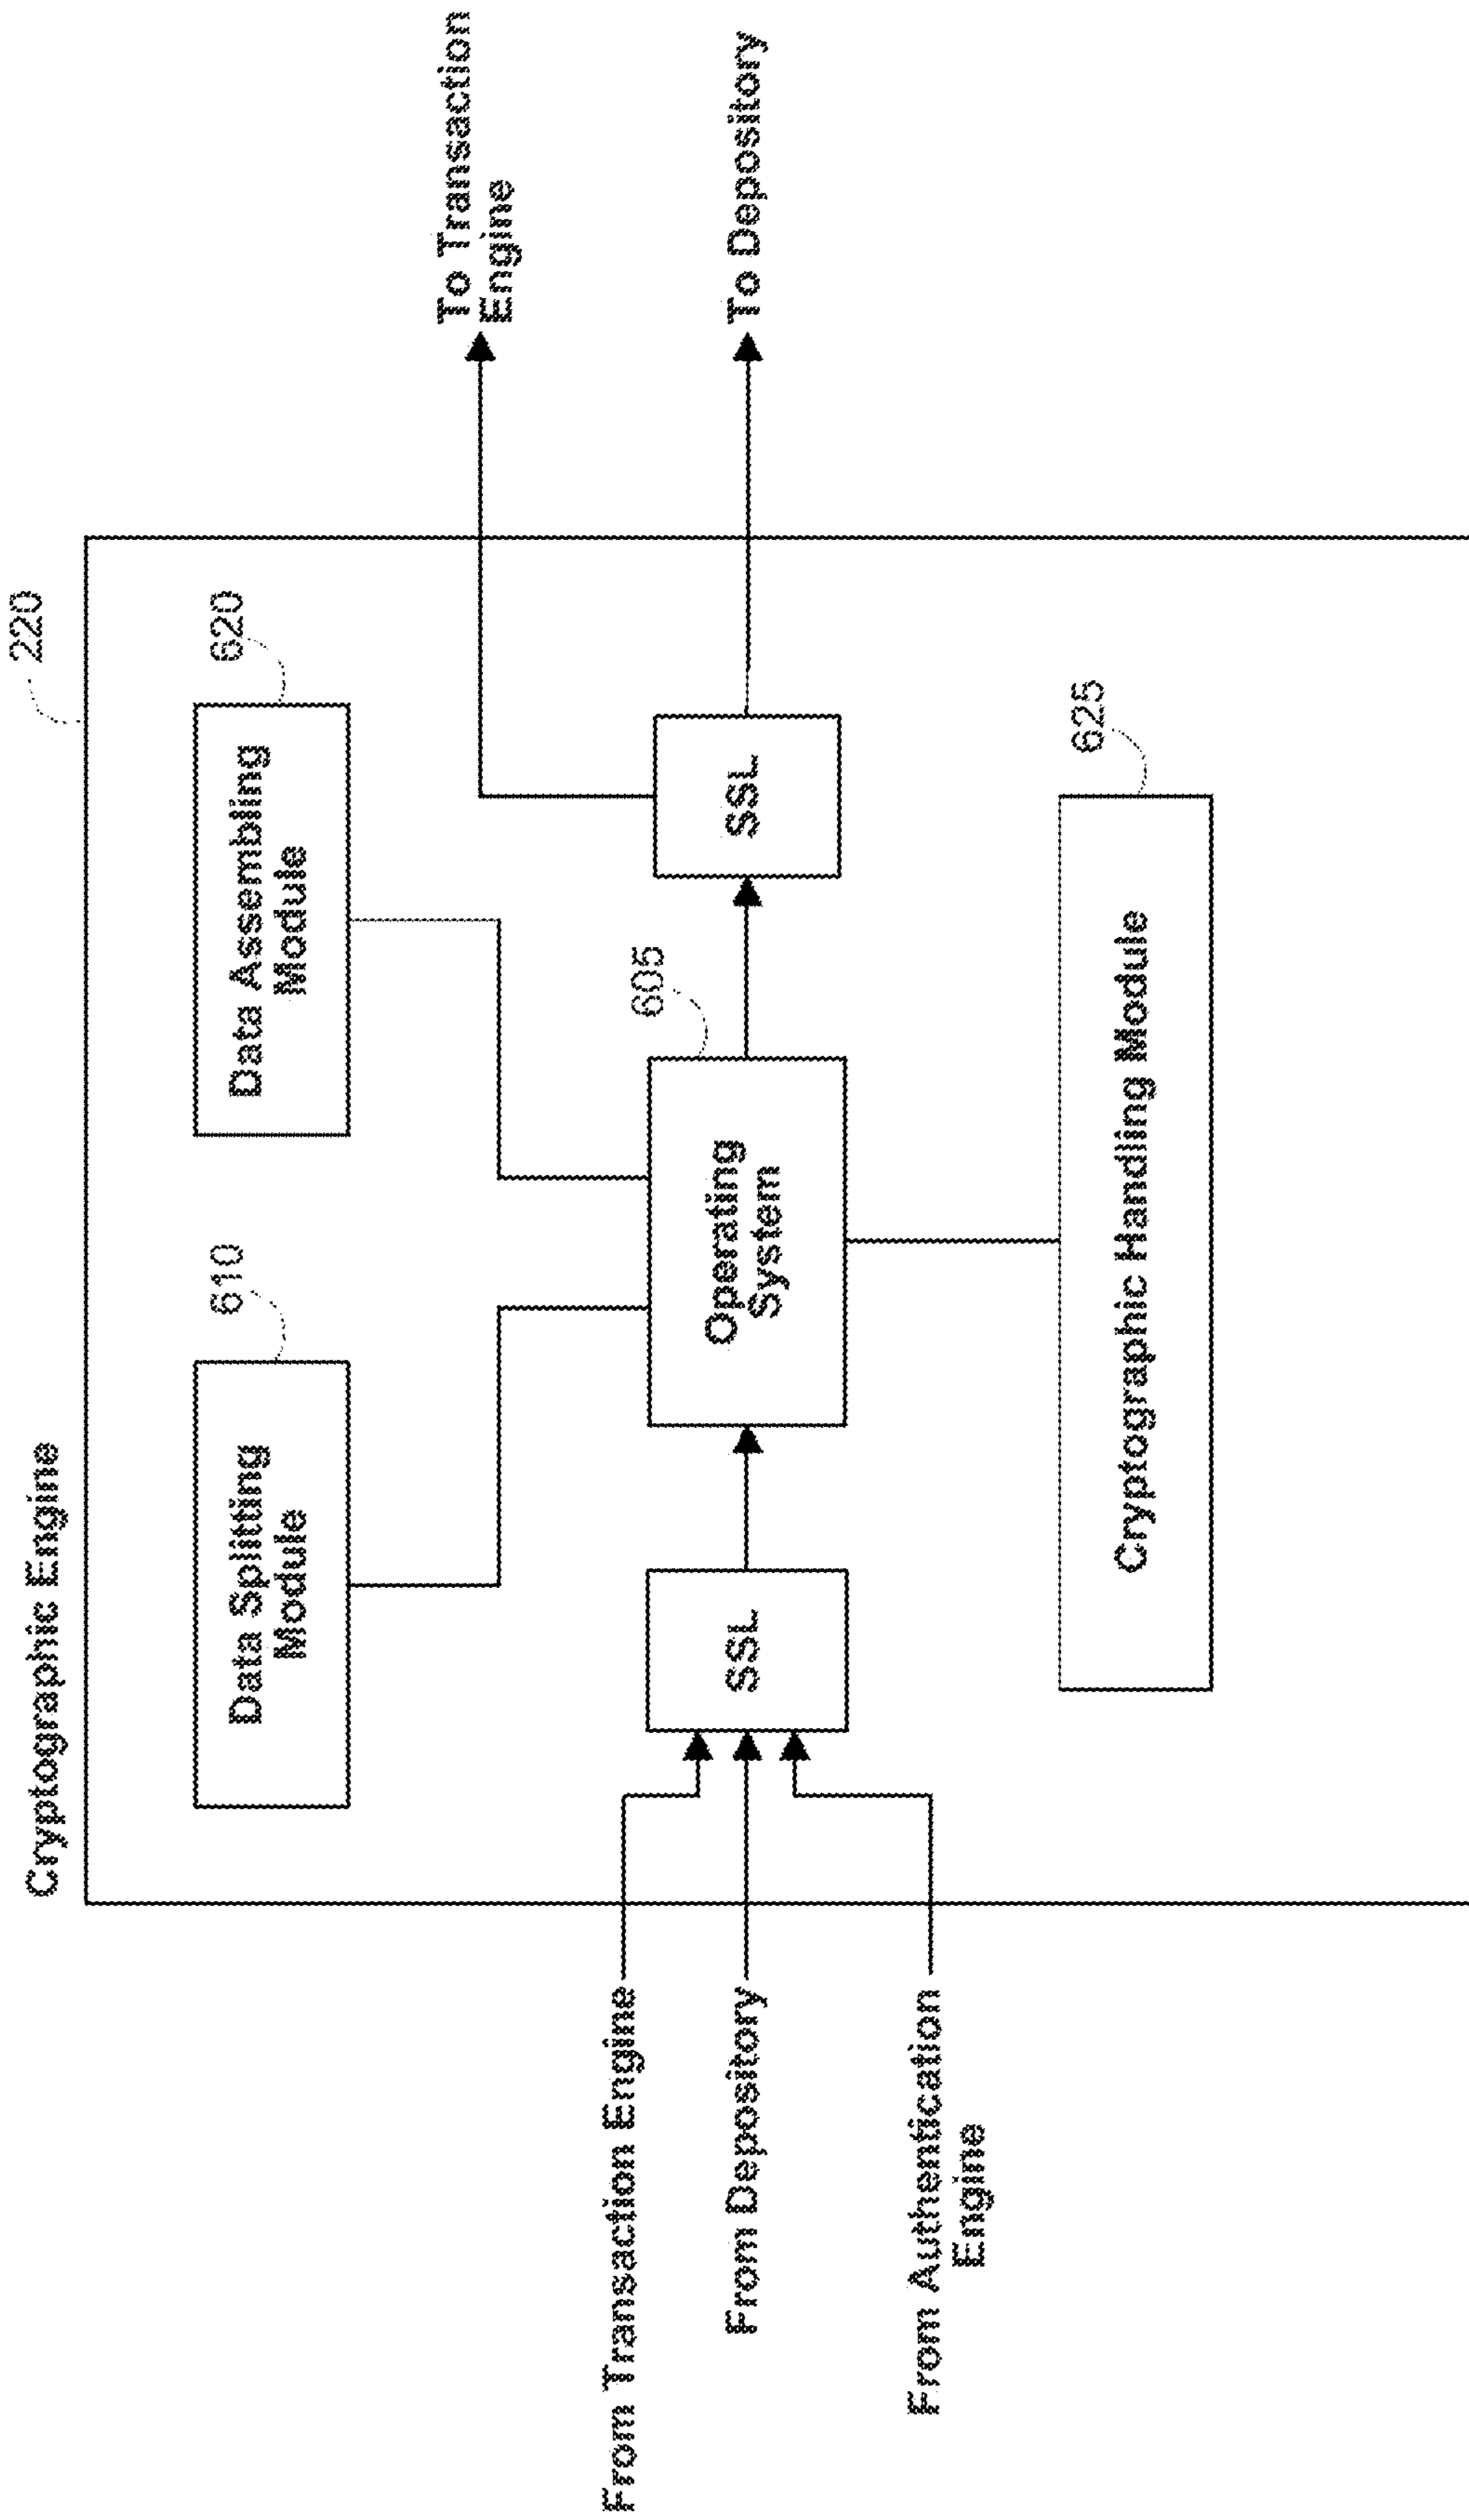 Cryptographic Engine
220
Data Splitting
Module
610
Data Assembling
Module
620
To Transaction
Engine
From Transaction Engine
From Depository
From Authentication
Engine
SSL
Operating
System
605
SSL
To Depository
Cryptographic Handling Module
625